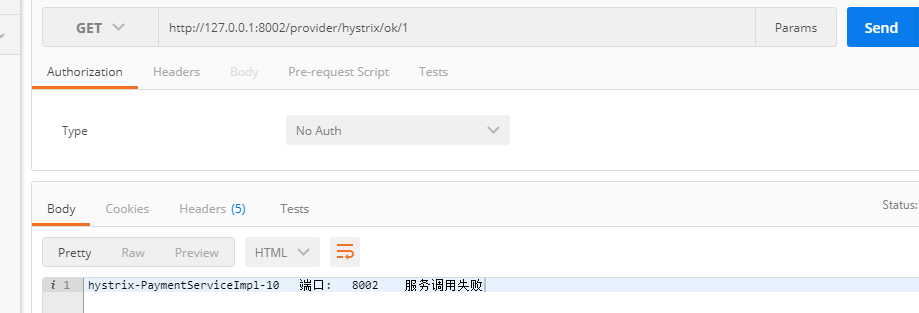 GET http://127.0.0.1:8002/provider/hystrix/ok/1 Params Send
Authorization Headers Body Pre-request Script Tests
Type No Auth
Body Cookies Headers (5) Tests Status:
Pretty Raw Preview HTML
i 1 hystrix-PaymentServiceImpl-10 端口: 8002 服务调用失败